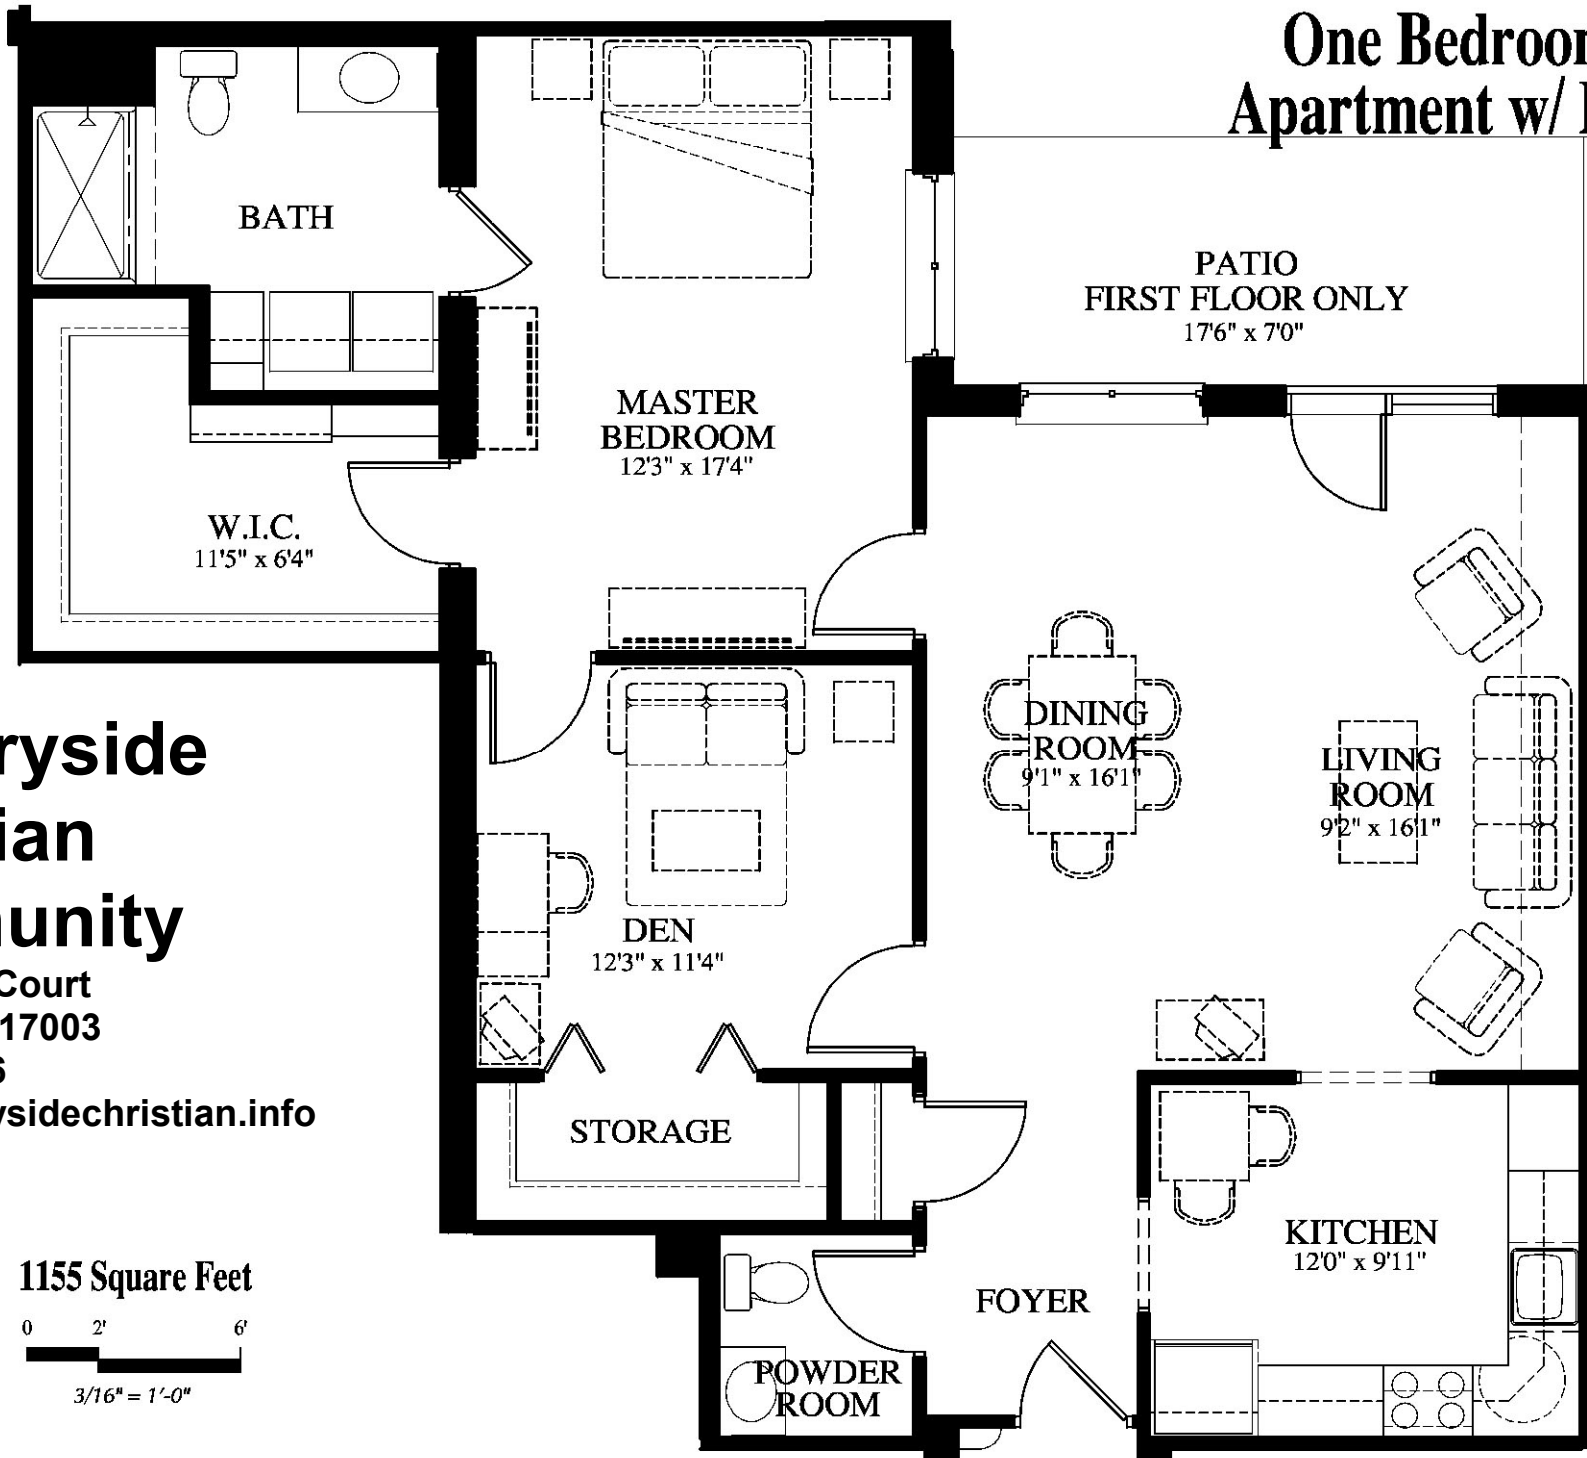 One Bedroom
Apartment w/
BATH
PATIO
FIRST FLOOR ONLY
17'6" x 7'0"
MASTER
BEDROOM
12'3" x 17'4"
W.I.C.
11'5" x 6'4"
DINING
ROOM
9'1" x 16'1"
LIVING
ROOM
9'2" x 16'1"
ryside
ian
unity
DEN
12'3" x 11'4"
Court
17003
6
ysidechristian.info
STORAGE
KITCHEN
12'0" x 9'11"
FOYER
POWDER
ROOM
1155 Square Feet
0 2' 6'
3/16" = 1'-0"